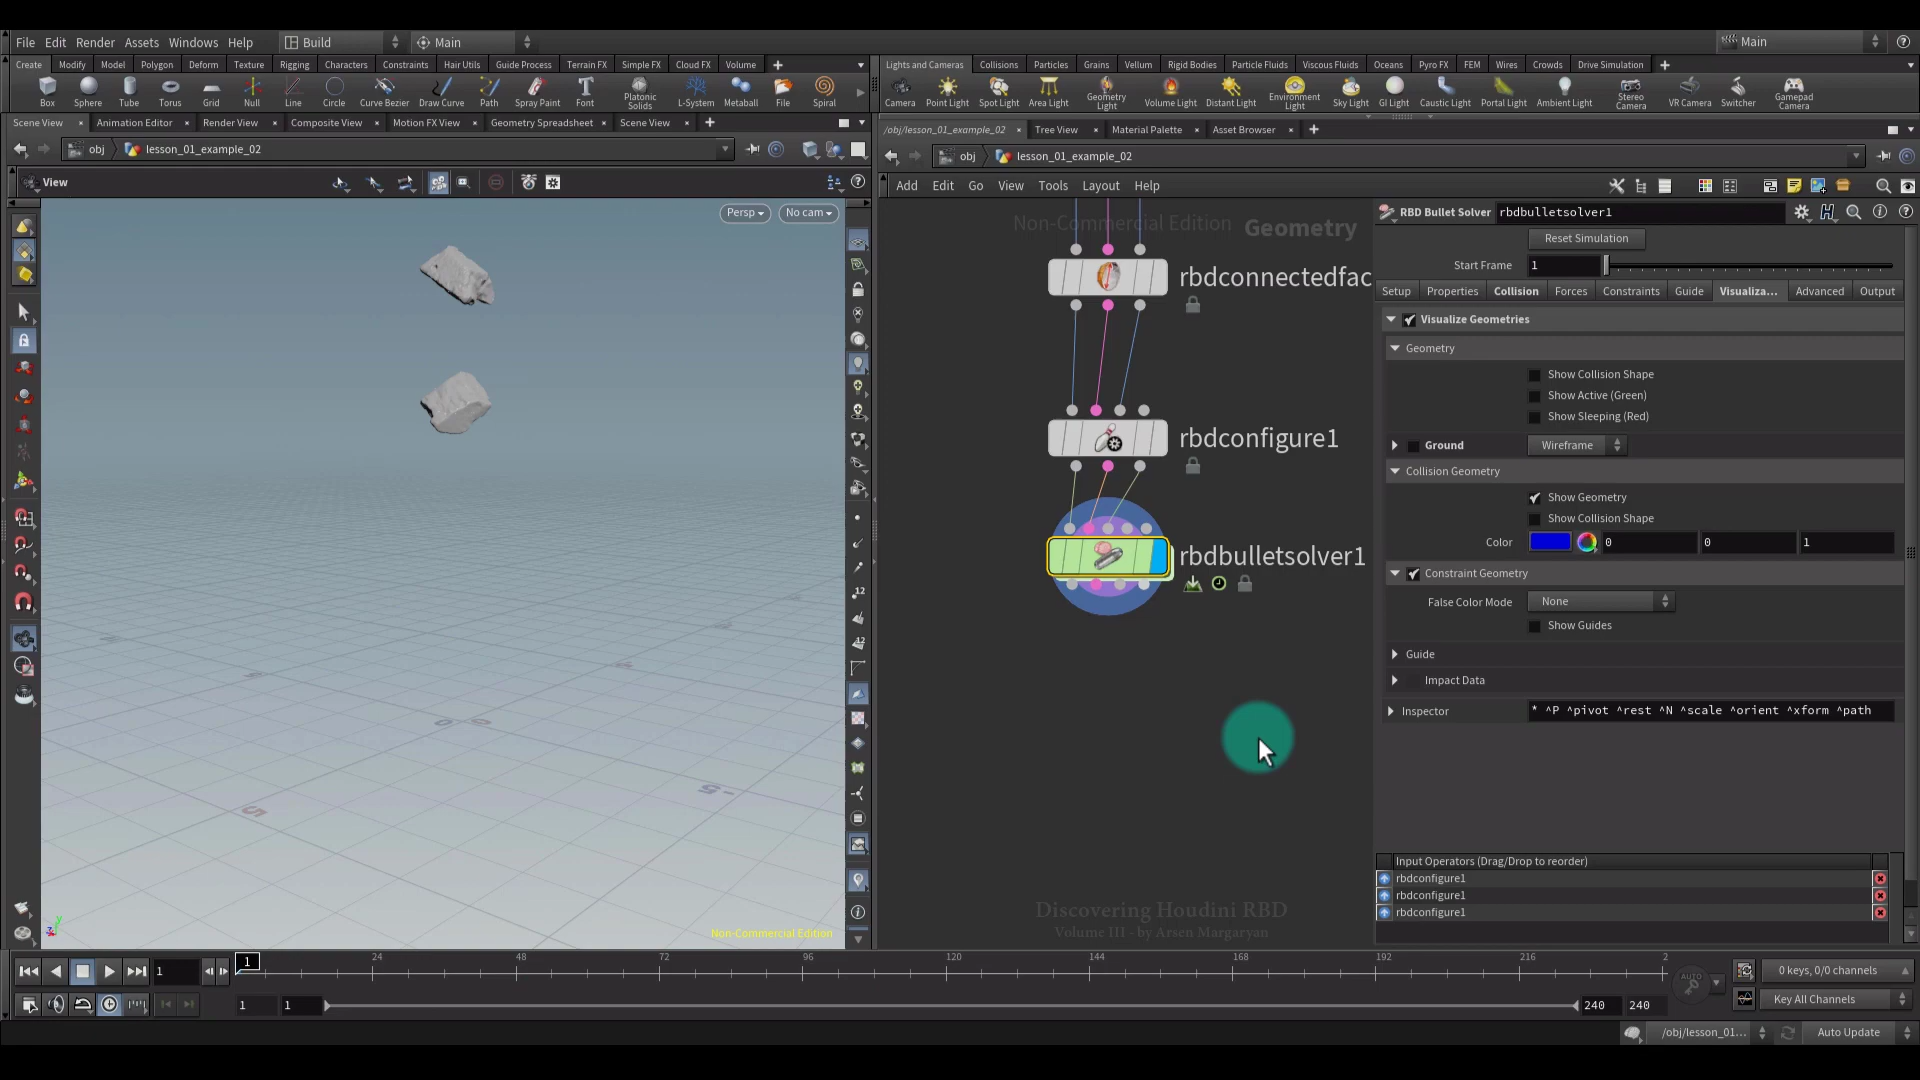 File Edit Render Assets Windows Help Build Main Main
Create Modify Model Polygon Deform Texture Rigging Characters Constraints Hair Utils Guide Process Terrain FX Simple FX Cloud FX Volume
Lights and Cameras Collisions Particles Grains Vellum Rigid Bodies Particle Fluids Viscous Fluids Oceans Pyro FX FEM Wires Crowds Drive Simulation
Box Sphere Tube Torus Grid Null Line Circle Curve Bezier Draw Curve Path Spray Paint Font Platonic Solids L-System Metaball File Spiral
Camera Point Light Spot Light Area Light Geometry Light Volume Light Distant Light Environment Light Sky Light GI Light Caustic Light Portal Light Ambient Light Stereo Camera VR Camera Switcher Gamepad Camera
Scene View Animation Editor Render View Composite View Motion FX View Geometry Spreadsheet Scene View
/obj/lesson_01_example_02 Tree View Material Palette Asset Browser
obj lesson_01_example_02
obj lesson_01_example_02
View
Add Edit Go View Tools Layout Help
Persp No cam
Non-Commercial Edition Geometry
rbdconnectedfac
rbdconfigure1
rbdbulletsolver1
RBD Bullet Solver rbdbulletsolver1
Reset Simulation
Start Frame 1
Setup Properties Collision Forces Constraints Guide Visualiza... Advanced Output
Visualize Geometries
Geometry
Show Collision Shape
Show Active (Green)
Show Sleeping (Red)
Ground Wireframe
Collision Geometry
Show Geometry
Show Collision Shape
Color 0 0 1
Constraint Geometry
False Color Mode None
Show Guides
Guide
Impact Data
Inspector * ^P ^pivot ^rest ^N ^scale ^orient ^xform ^path
Input Operators (Drag/Drop to reorder)
rbdconfigure1
rbdconfigure1
rbdconfigure1
Non-Commercial Edition
Discovering Houdini RBD
Volume III - by Arsen Margaryan
1 1 24 48 72 96 120 144 168 192 216 2
AUTO
0 keys, 0/0 channels
1 1 240 240
Key All Channels
/obj/lesson_01... Auto Update